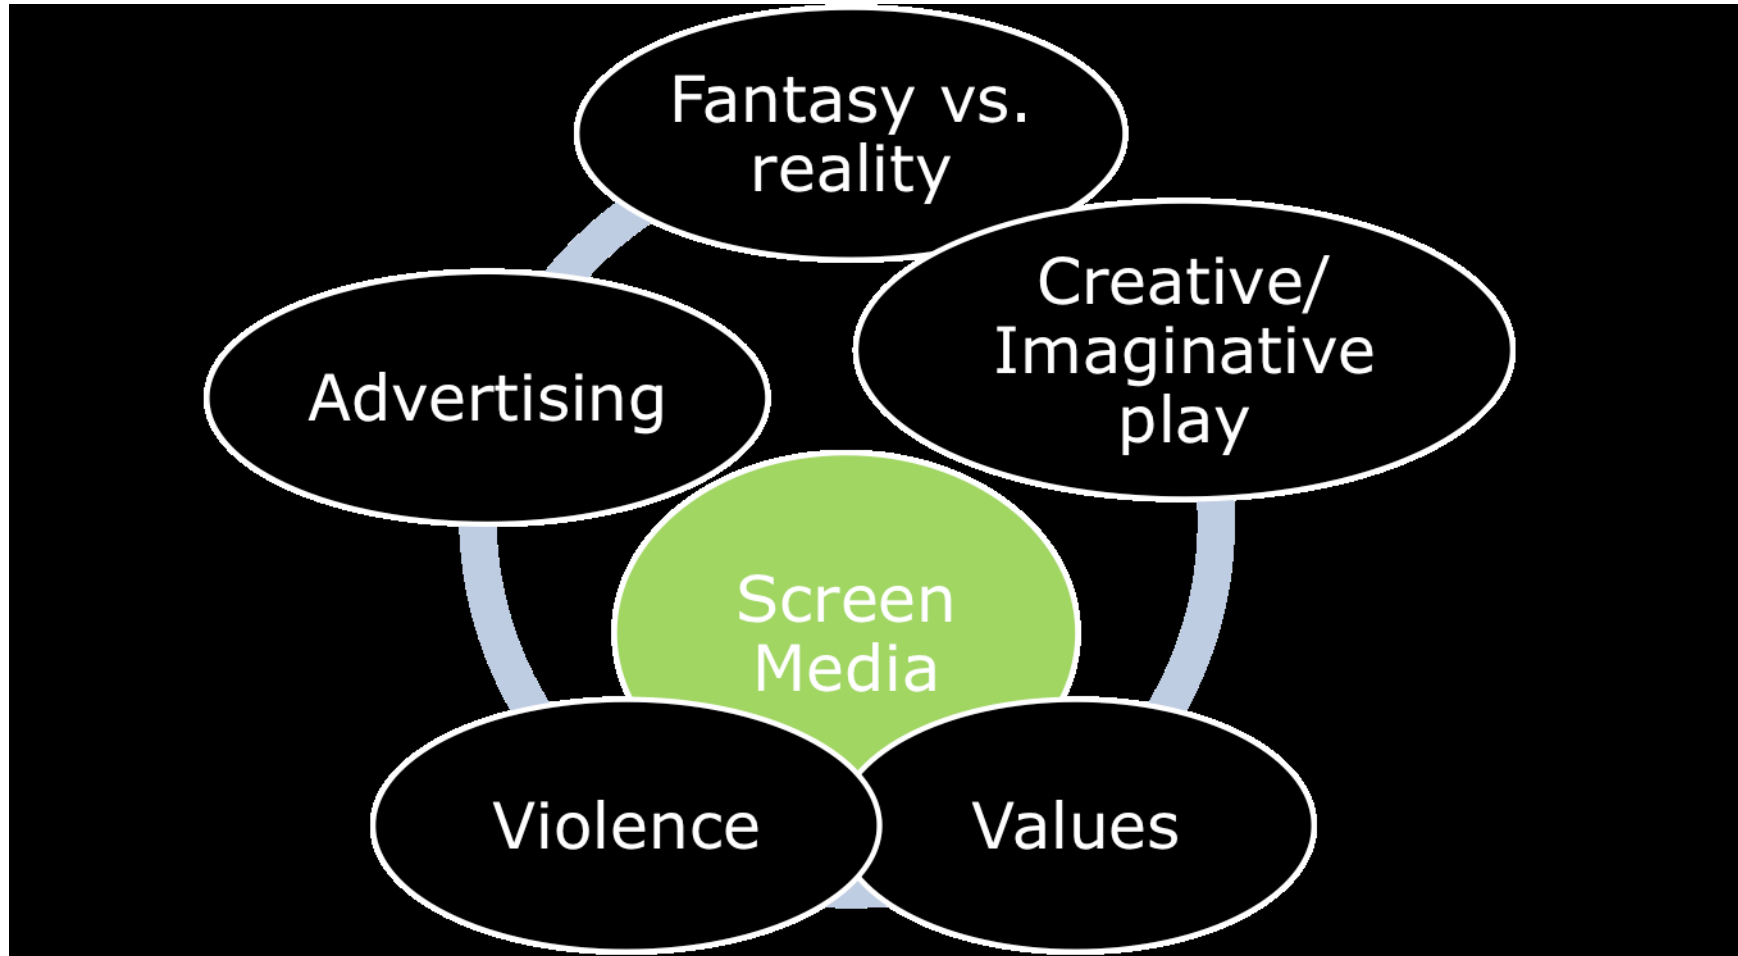 Fantasy vs.
reality
Creative/
Imaginative
play
Advertising
Screen
Media
Violence
Values